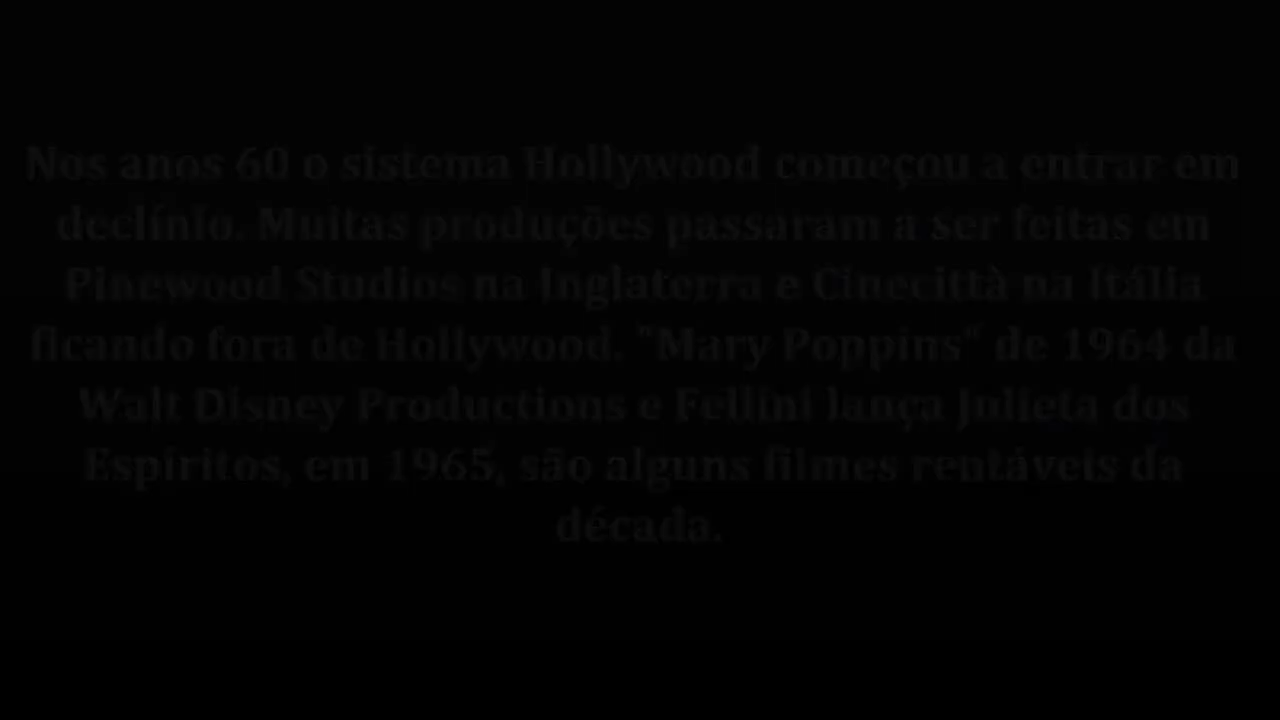 Nos anos 60 o sistema Hollywood começou a entrar em
declínio. Muitas produções passaram a ser feitas em
Pinewood Studios na Inglaterra e Cinecittà na Itália
ficando fora de Hollywood. "Mary Poppins" de 1964 da
Walt Disney Productions e Fellini lança Julieta dos
Espíritos, em 1965, são alguns filmes rentáveis da
década.